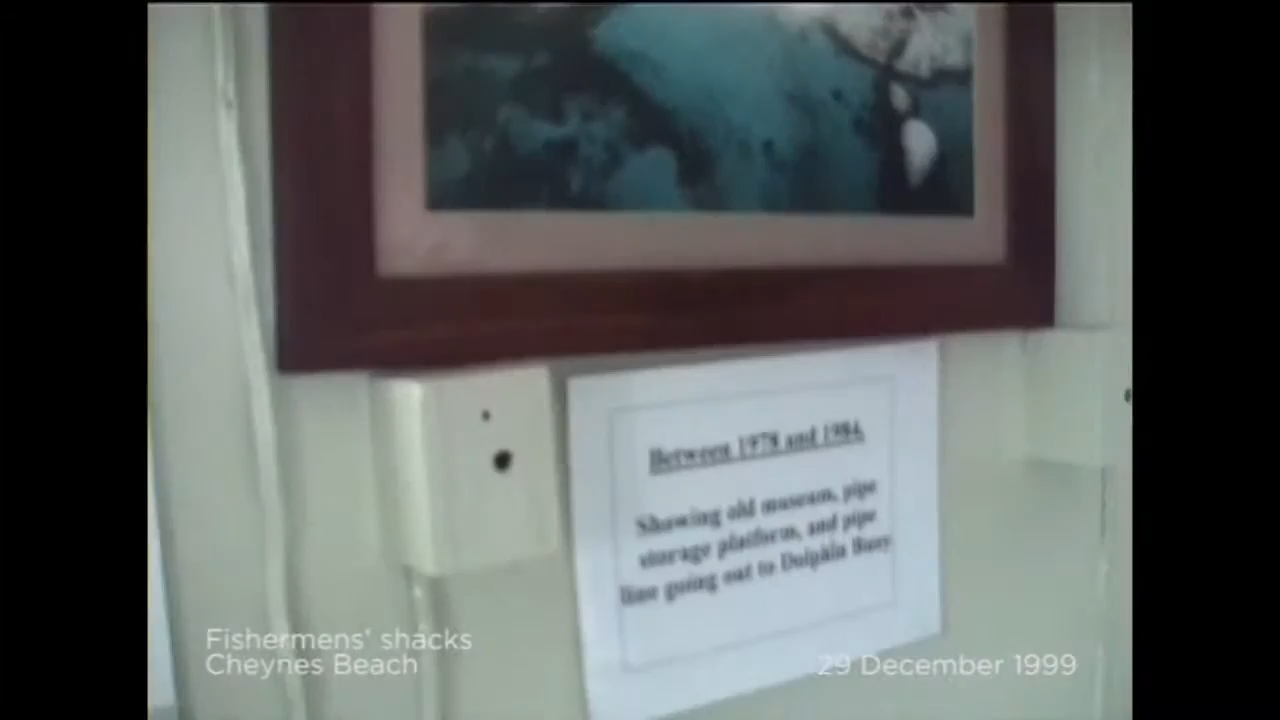 Between 1978 and 1984.
Showing old museum, pipe
storage platform, and pipe
line going out to Dolphin Buoy
Fishermens' shacks
Cheynes Beach
29 December 1999